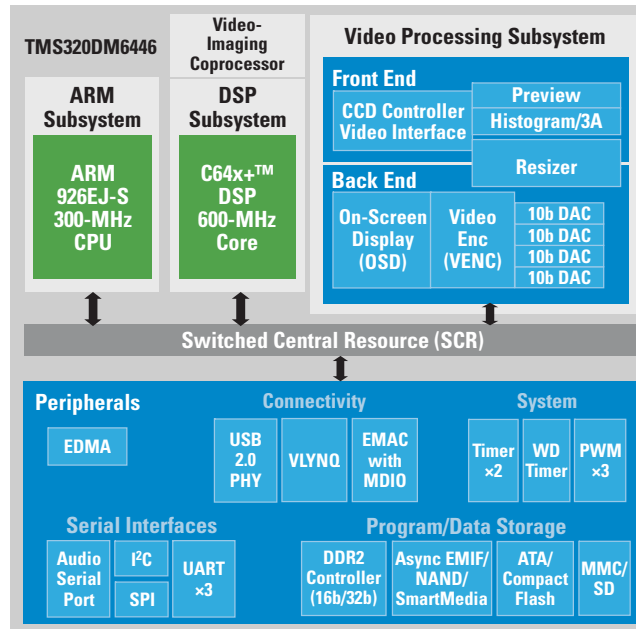 TMS320DM6446
Video-
Imaging
Coprocessor
Video Processing Subsystem
ARM
Subsystem
ARM
926EJ-S
300-MHz
CPU
DSP
Subsystem
C64x+™
DSP
600-MHz
Core
Front End
CCD Controller
Video Interface
Preview
Histogram/3A
Resizer
Back End
On-Screen
Display
(OSD)
Video
Enc
(VENC)
10b DAC
10b DAC
10b DAC
10b DAC
Switched Central Resource (SCR)
Peripherals
EDMA
Connectivity
USB
2.0
PHY
VLYNQ
EMAC
with
MDIO
System
Timer
×2
WD
Timer
PWM
×3
Serial Interfaces
Audio
Serial
Port
I²C
SPI
UART
×3
Program/Data Storage
DDR2
Controller
(16b/32b)
Async EMIF/
NAND/
SmartMedia
ATA/
Compact
Flash
MMC/
SD